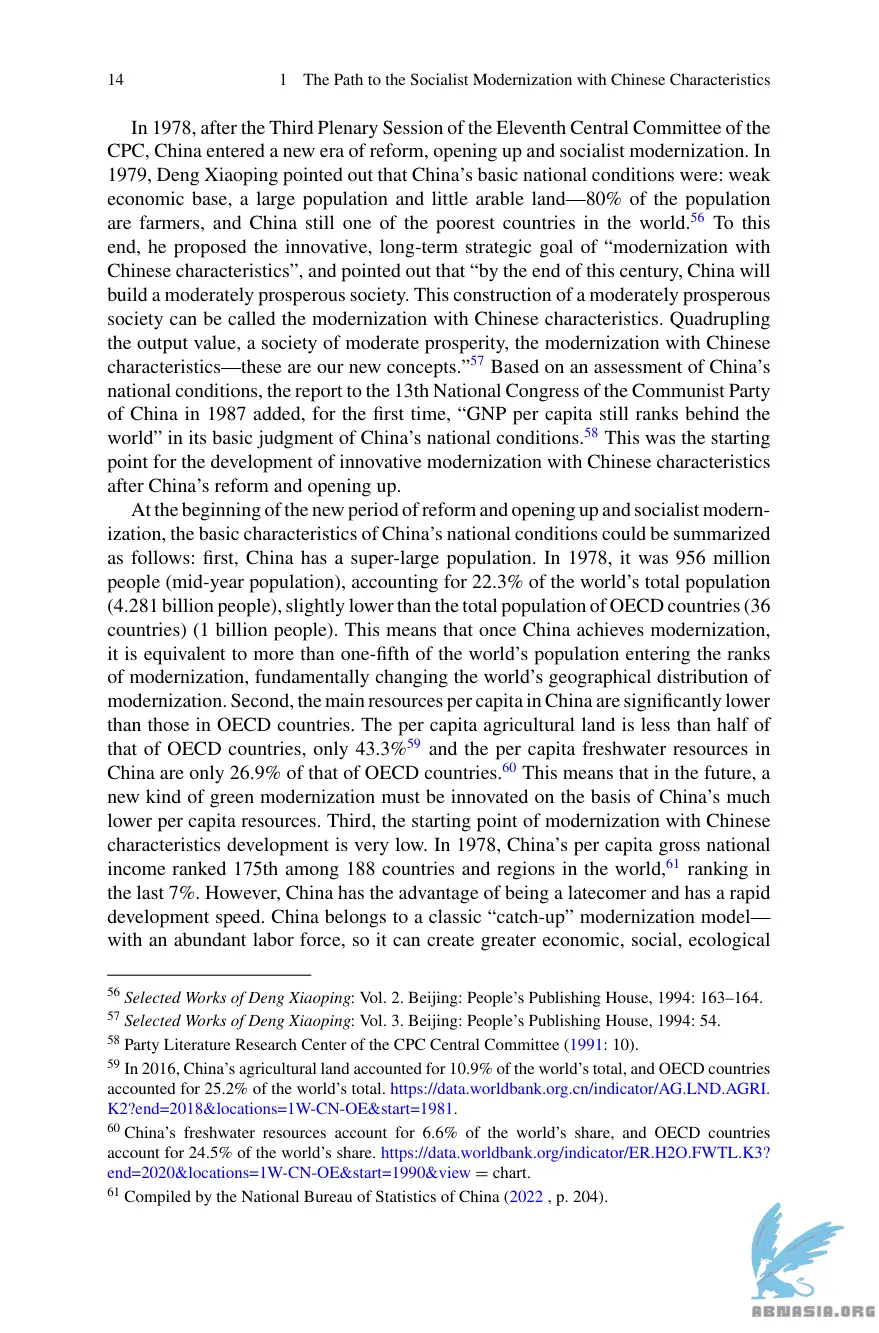 14 1 The Path to the Socialist Modernization with Chinese Characteristics
In 1978, after the Third Plenary Session of the Eleventh Central Committee of the
CPC, China entered a new era of reform, opening up and socialist modernization. In
1979, Deng Xiaoping pointed out that China’s basic national conditions were: weak
economic base, a large population and little arable land—80% of the population
are farmers, and China still one of the poorest countries in the world.56 To this
end, he proposed the innovative, long-term strategic goal of “modernization with
Chinese characteristics”, and pointed out that “by the end of this century, China will
build a moderately prosperous society. This construction of a moderately prosperous
society can be called the modernization with Chinese characteristics. Quadrupling
the output value, a society of moderate prosperity, the modernization with Chinese
characteristics—these are our new concepts.”57 Based on an assessment of China’s
national conditions, the report to the 13th National Congress of the Communist Party
of China in 1987 added, for the first time, “GNP per capita still ranks behind the
world” in its basic judgment of China’s national conditions.58 This was the starting
point for the development of innovative modernization with Chinese characteristics
after China’s reform and opening up.
At the beginning of the new period of reform and opening up and socialist modern-
ization, the basic characteristics of China’s national conditions could be summarized
as follows: first, China has a super-large population. In 1978, it was 956 million
people (mid-year population), accounting for 22.3% of the world’s total population
(4.281 billion people), slightly lower than the total population of OECD countries (36
countries) (1 billion people). This means that once China achieves modernization,
it is equivalent to more than one-fifth of the world’s population entering the ranks
of modernization, fundamentally changing the world’s geographical distribution of
modernization. Second, the main resources per capita in China are significantly lower
than those in OECD countries. The per capita agricultural land is less than half of
that of OECD countries, only 43.3%59 and the per capita freshwater resources in
China are only 26.9% of that of OECD countries.60 This means that in the future, a
new kind of green modernization must be innovated on the basis of China’s much
lower per capita resources. Third, the starting point of modernization with Chinese
characteristics development is very low. In 1978, China’s per capita gross national
income ranked 175th among 188 countries and regions in the world,61 ranking in
the last 7%. However, China has the advantage of being a latecomer and has a rapid
development speed. China belongs to a classic “catch-up” modernization model—
with an abundant labor force, so it can create greater economic, social, ecological
56 Selected Works of Deng Xiaoping: Vol. 2. Beijing: People’s Publishing House, 1994: 163–164.
57 Selected Works of Deng Xiaoping: Vol. 3. Beijing: People’s Publishing House, 1994: 54.
58 Party Literature Research Center of the CPC Central Committee (1991: 10).
59 In 2016, China’s agricultural land accounted for 10.9% of the world’s total, and OECD countries
accounted for 25.2% of the world’s total. https://data.worldbank.org.cn/indicator/AG.LND.AGRI.
K2?end=2018&locations=1W-CN-OE&start=1981.
60 China’s freshwater resources account for 6.6% of the world’s share, and OECD countries
account for 24.5% of the world’s share. https://data.worldbank.org/indicator/ER.H2O.FWTL.K3?
end=2020&locations=1W-CN-OE&start=1990&view = chart.
61 Compiled by the National Bureau of Statistics of China (2022 , p. 204).
ABNASIA.ORG